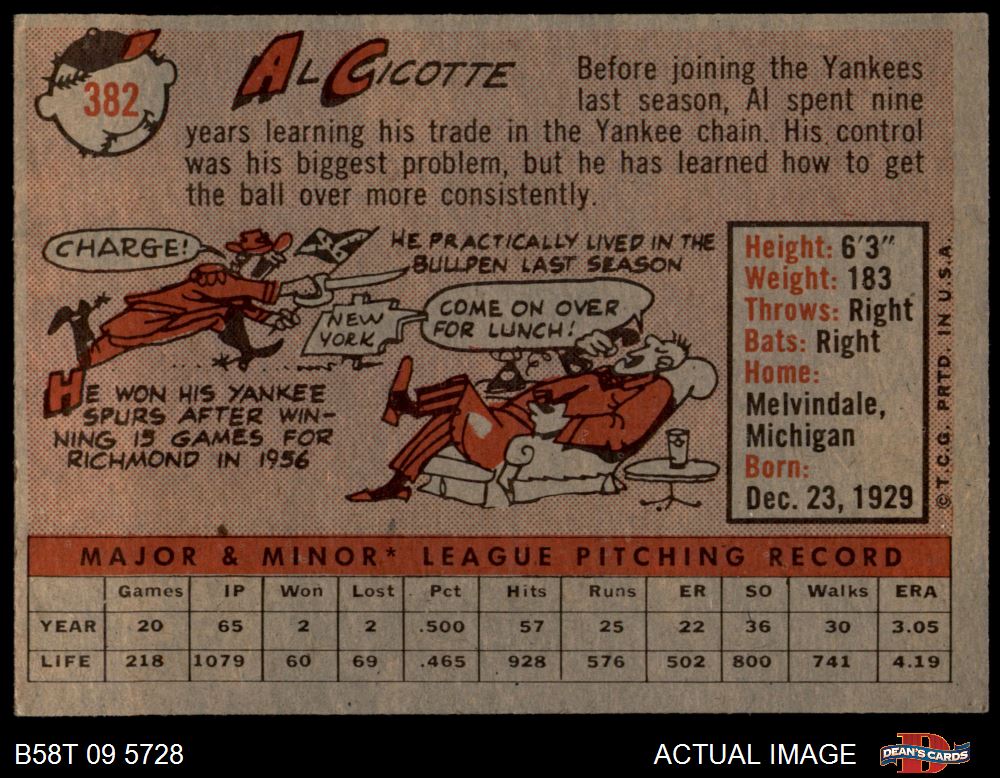 382
AL CICOTTE
Before joining the Yankees
last season, Al spent nine
years learning his trade in the Yankee chain. His control
was his biggest problem, but he has learned how to get
the ball over more consistently.
CHARGE!
HE WON HIS YANKEE
SPURS AFTER WIN-
NING 15 GAMES FOR
RICHMOND IN 1956
HE PRACTICALLY LIVED IN THE
BULLPEN LAST SEASON
NEW
YORK
COME ON OVER
FOR LUNCH!
Height: 6'3"
Weight: 183
Throws: Right
Bats: Right
Home:
Melvindale,
Michigan
Born:
Dec. 23, 1929
© T.C.G. PRTD. IN U.S.A.
MAJOR & MINOR* LEAGUE PITCHING RECORD
Games IP Won Lost Pct Hits Runs ER SO Walks ERA
YEAR 20 65 2 2 .500 57 25 22 36 30 3.05
LIFE 218 1079 60 69 .465 928 576 502 800 741 4.19
B58T 09 5728 ACTUAL IMAGE DEAN'S CARDS